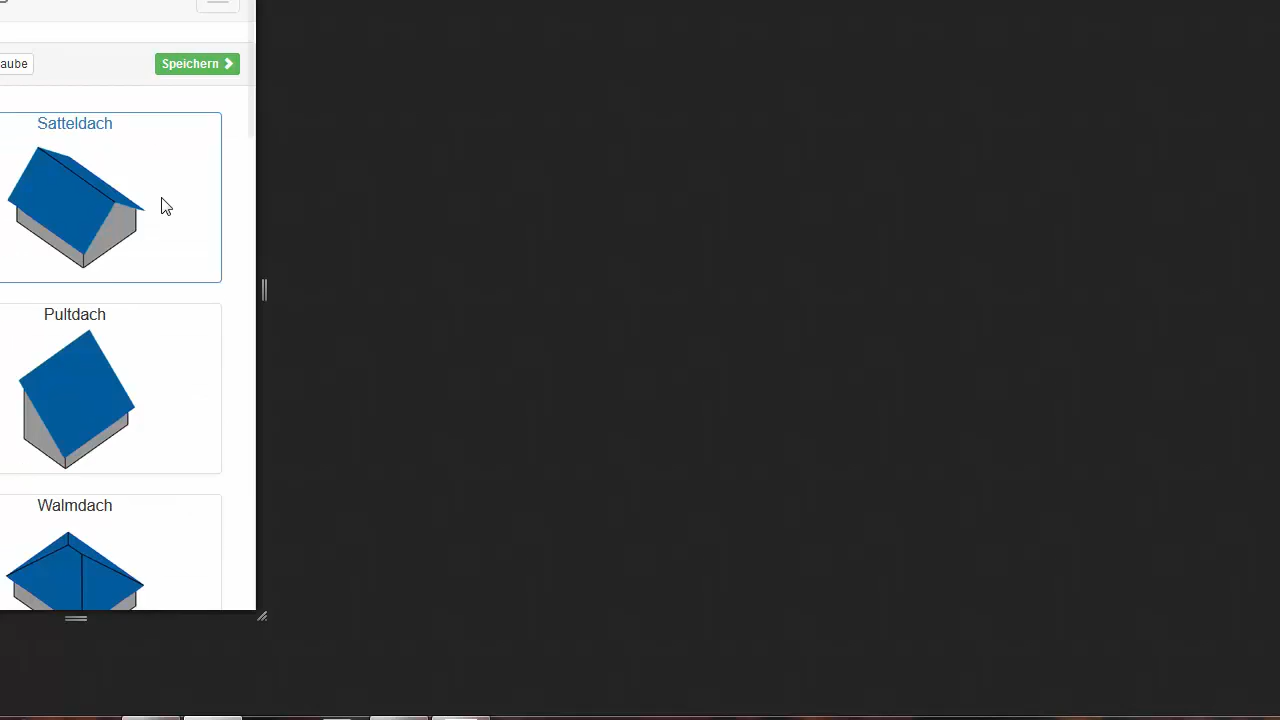 aube
Speichern
Satteldach
Pultdach
Walmdach